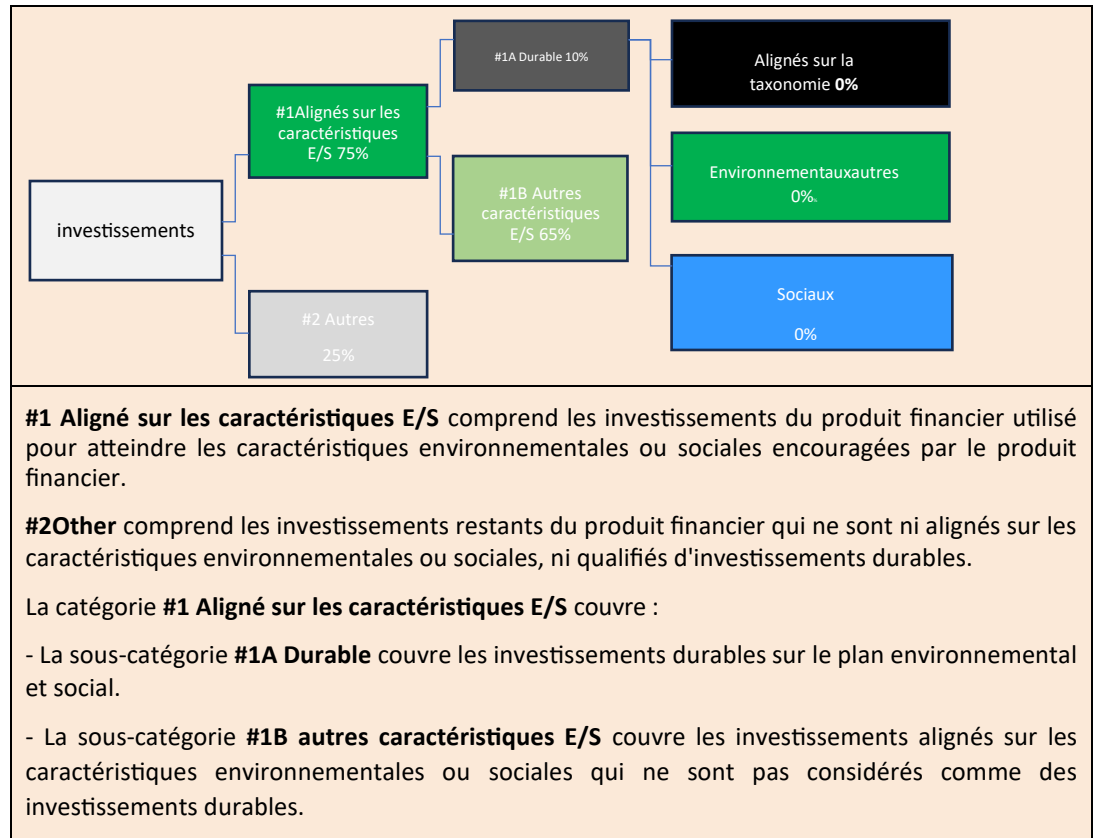 #1A Durable 10%
Alignés sur la
taxonomie 0%
#1Alignés sur les
caractéristiques
E/S 75%
Environnementauxautres
0%
#1B Autres
caractéristiques
E/S 65%
investissements
Sociaux
0%
#2 Autres
25%
#1 Aligné sur les caractéristiques E/S comprend les investissements du produit financier utilisé
pour atteindre les caractéristiques environnementales ou sociales encouragées par le produit
financier.
#2Other comprend les investissements restants du produit financier qui ne sont ni alignés sur les
caractéristiques environnementales ou sociales, ni qualifiés d'investissements durables.
La catégorie #1 Aligné sur les caractéristiques E/S couvre :
- La sous-catégorie #1A Durable couvre les investissements durables sur le plan environnemental
et social.
- La sous-catégorie #1B autres caractéristiques E/S couvre les investissements alignés sur les
caractéristiques environnementales ou sociales qui ne sont pas considérés comme des
investissements durables.